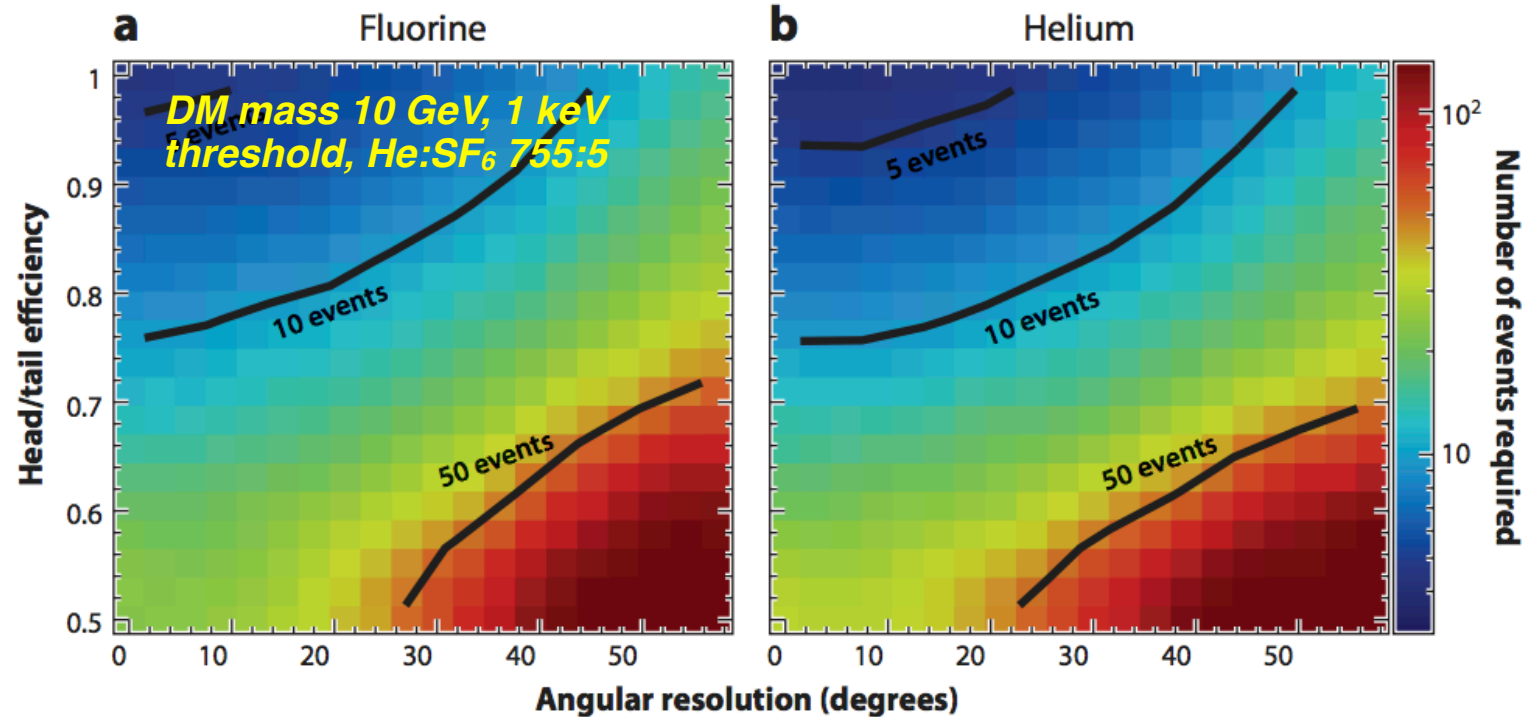 a Fluorine
b Helium
DM mass 10 GeV, 1 keV
threshold, He:SF₆ 755:5
5 events
10 events
50 events
5 events
10 events
50 events
Head/tail efficiency
1
0.9
0.8
0.7
0.6
0.5
0 10 20 30 40 50
0 10 20 30 40 50
Angular resolution (degrees)
10²
10
Number of events required